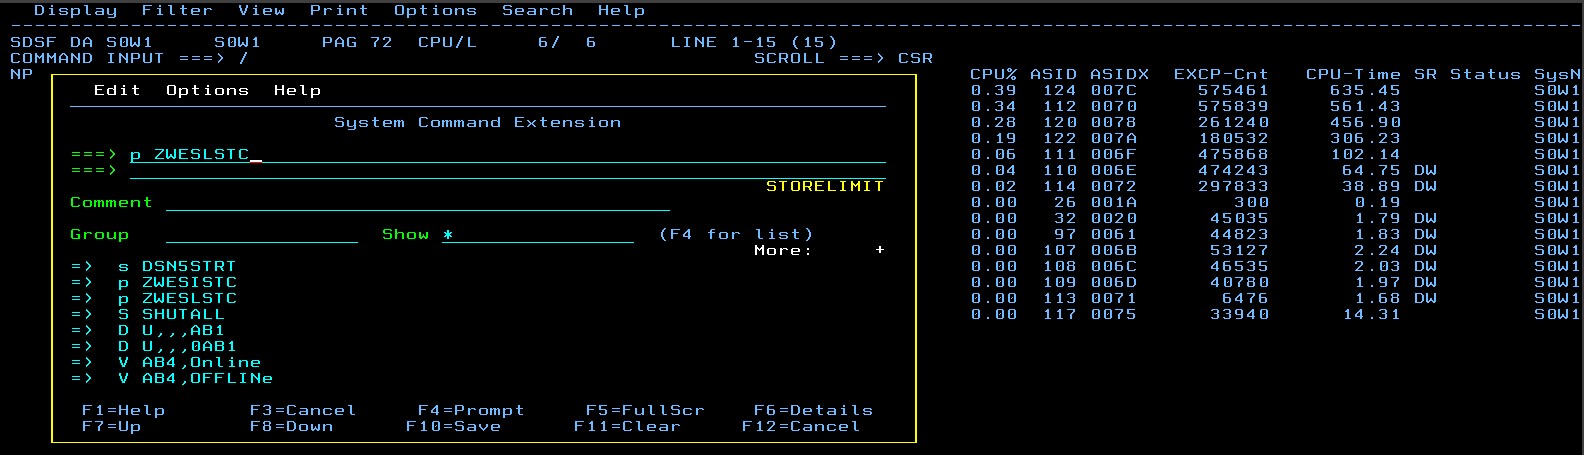 Display Filter View Print Options Search Help
SDSF DA S0W1 S0W1 PAG 72 CPU/L 6/ 6 LINE 1-15 (15)
COMMAND INPUT ===> / SCROLL ===> CSR
NP CPU% ASID ASIDX EXCP-Cnt CPU-Time SR Status SysN
Edit Options Help 0.39 124 007C 575461 635.45 S0W1
0.34 112 0070 575839 561.43 S0W1
System Command Extension 0.28 120 0078 261240 456.90 S0W1
0.19 122 007A 180532 306.23 S0W1
===> p ZWESLSTC 0.06 111 006F 475868 102.14 S0W1
===> 0.04 110 006E 474243 64.75 DW S0W1
STORELIMIT 0.02 114 0072 297833 38.89 DW S0W1
Comment 0.00 26 001A 300 0.19 S0W1
0.00 32 0020 45035 1.79 DW S0W1
Group Show * (F4 for list) 0.00 97 0061 44823 1.83 DW S0W1
More: + 0.00 107 006B 53127 2.24 DW S0W1
=> s DSN5STRT 0.00 108 006C 46535 2.03 DW S0W1
=> p ZWESISTC 0.00 109 006D 40780 1.97 DW S0W1
=> p ZWESLSTC 0.00 113 0071 6476 1.68 DW S0W1
=> S SHUTALL 0.00 117 0075 33940 14.31 S0W1
=> D U,,,AB1
=> D U,,,0AB1
=> V AB4,Online
=> V AB4,OFFLINe
F1=Help F3=Cancel F4=Prompt F5=FullScr F6=Details
F7=Up F8=Down F10=Save F11=Clear F12=Cancel